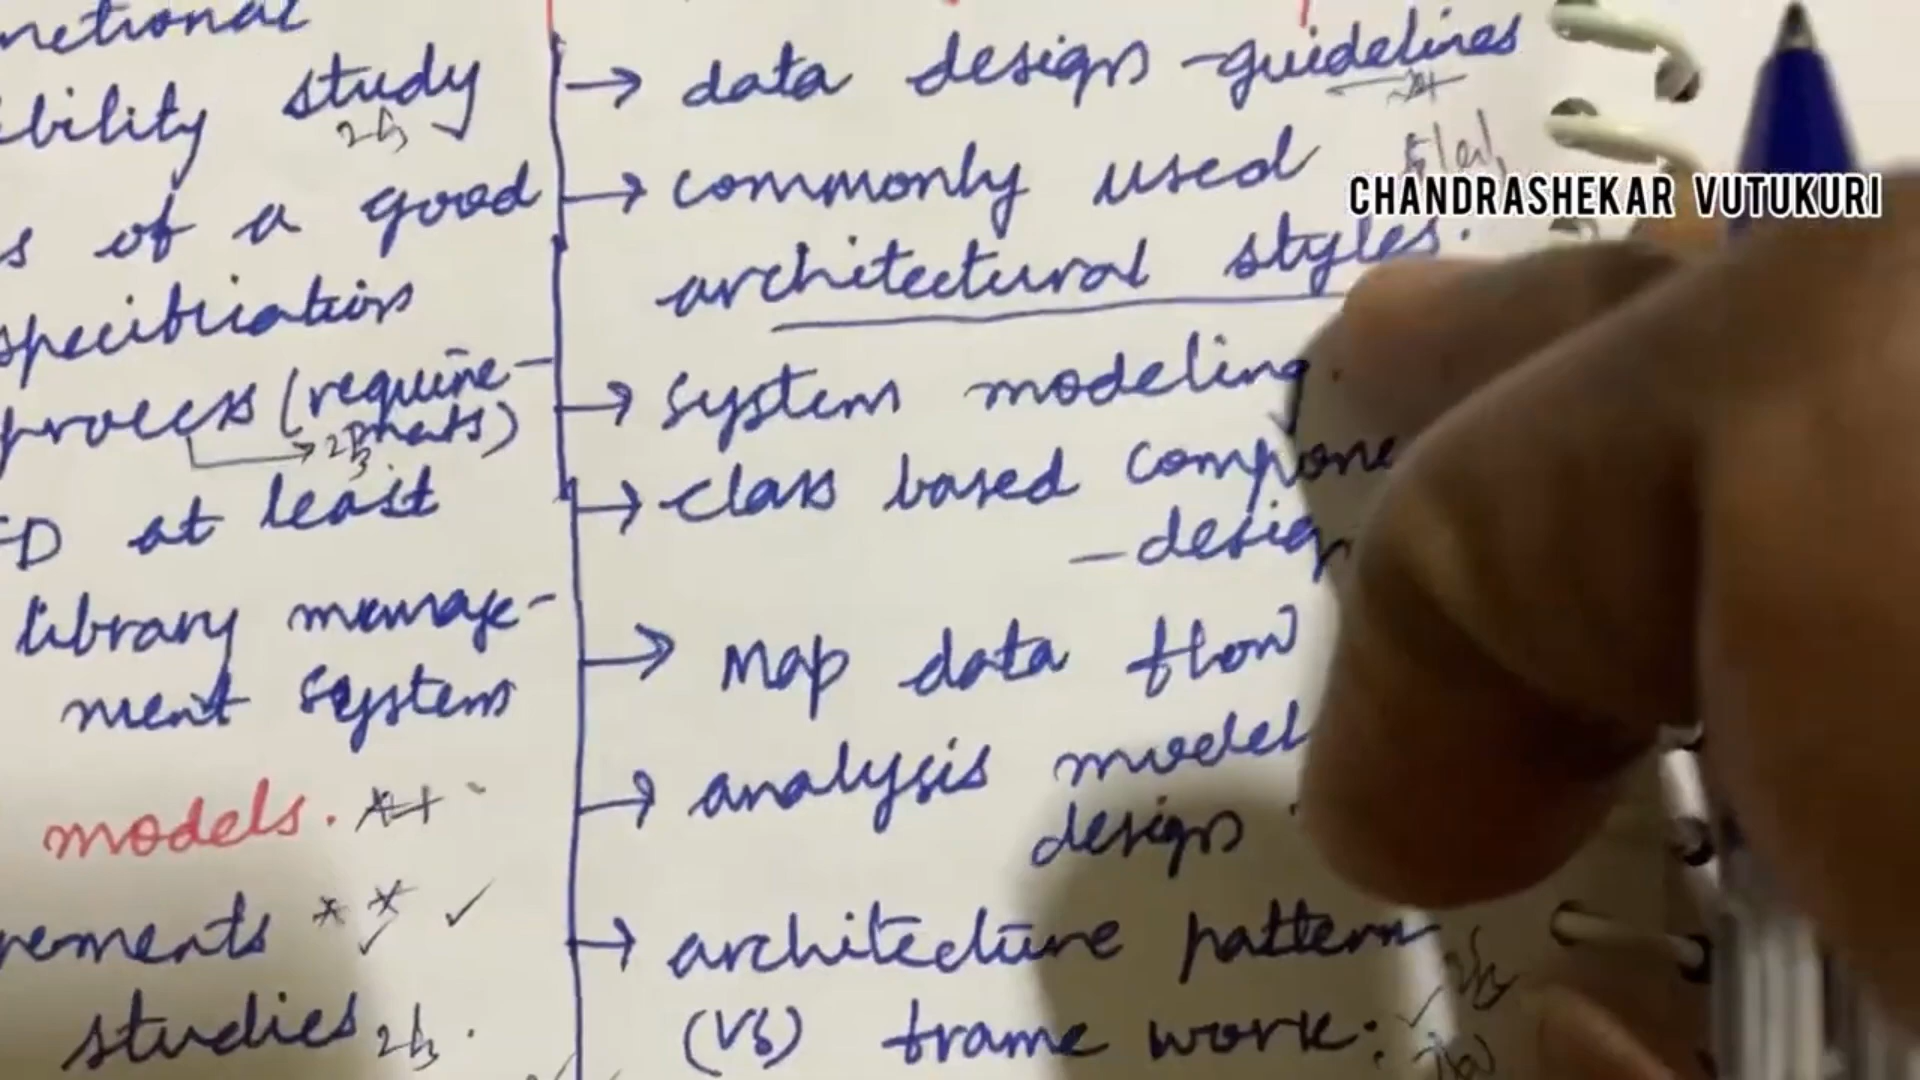 nctional
ibility study
s of a good
specification
process (require-
ments)
D at least
library manage-
ment system
models.
rements
studies
→ data design - guidelines
→ commonly used
architectural styles.
→ system modeling.
→ class based compone
- desig
→ Map data flow
→ analysis model
design
→ architecture pattern
(Vs) frame work.
CHANDRASHEKAR VUTUKURI